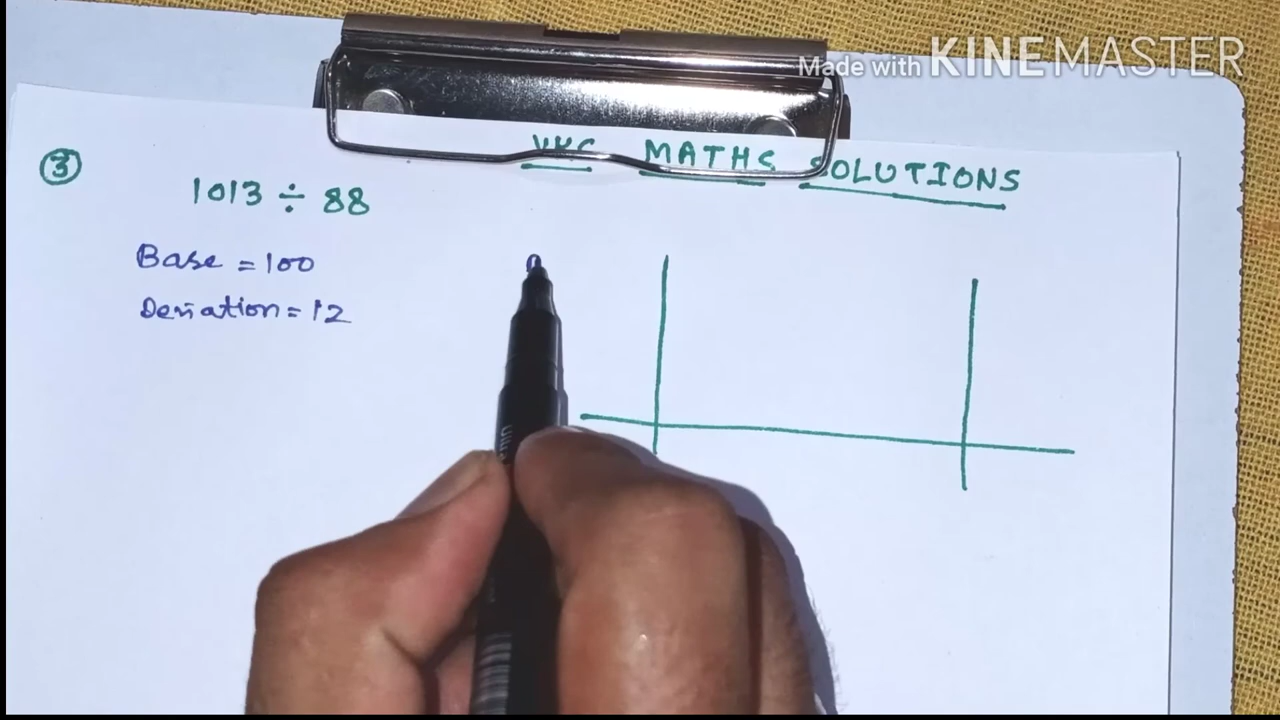 Made with KINEMASTER
MATHS SOLUTIONS
③
1013 ÷ 88
Base = 100
Deviation = 12